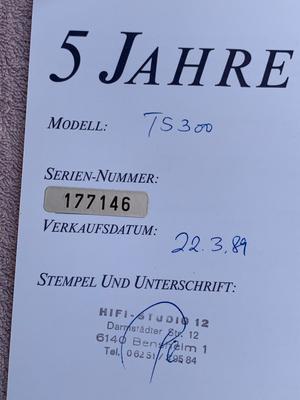 5 JAHRE
MODELL: TS300
SERIEN-NUMMER:
177146
VERKAUFSDATUM: 22.3.89
STEMPEL UND UNTERSCHRIFT:
HIFI-STUDIO 12
Darmstädter Str. 12
6140 Bensheim 1
Tel. 06251/